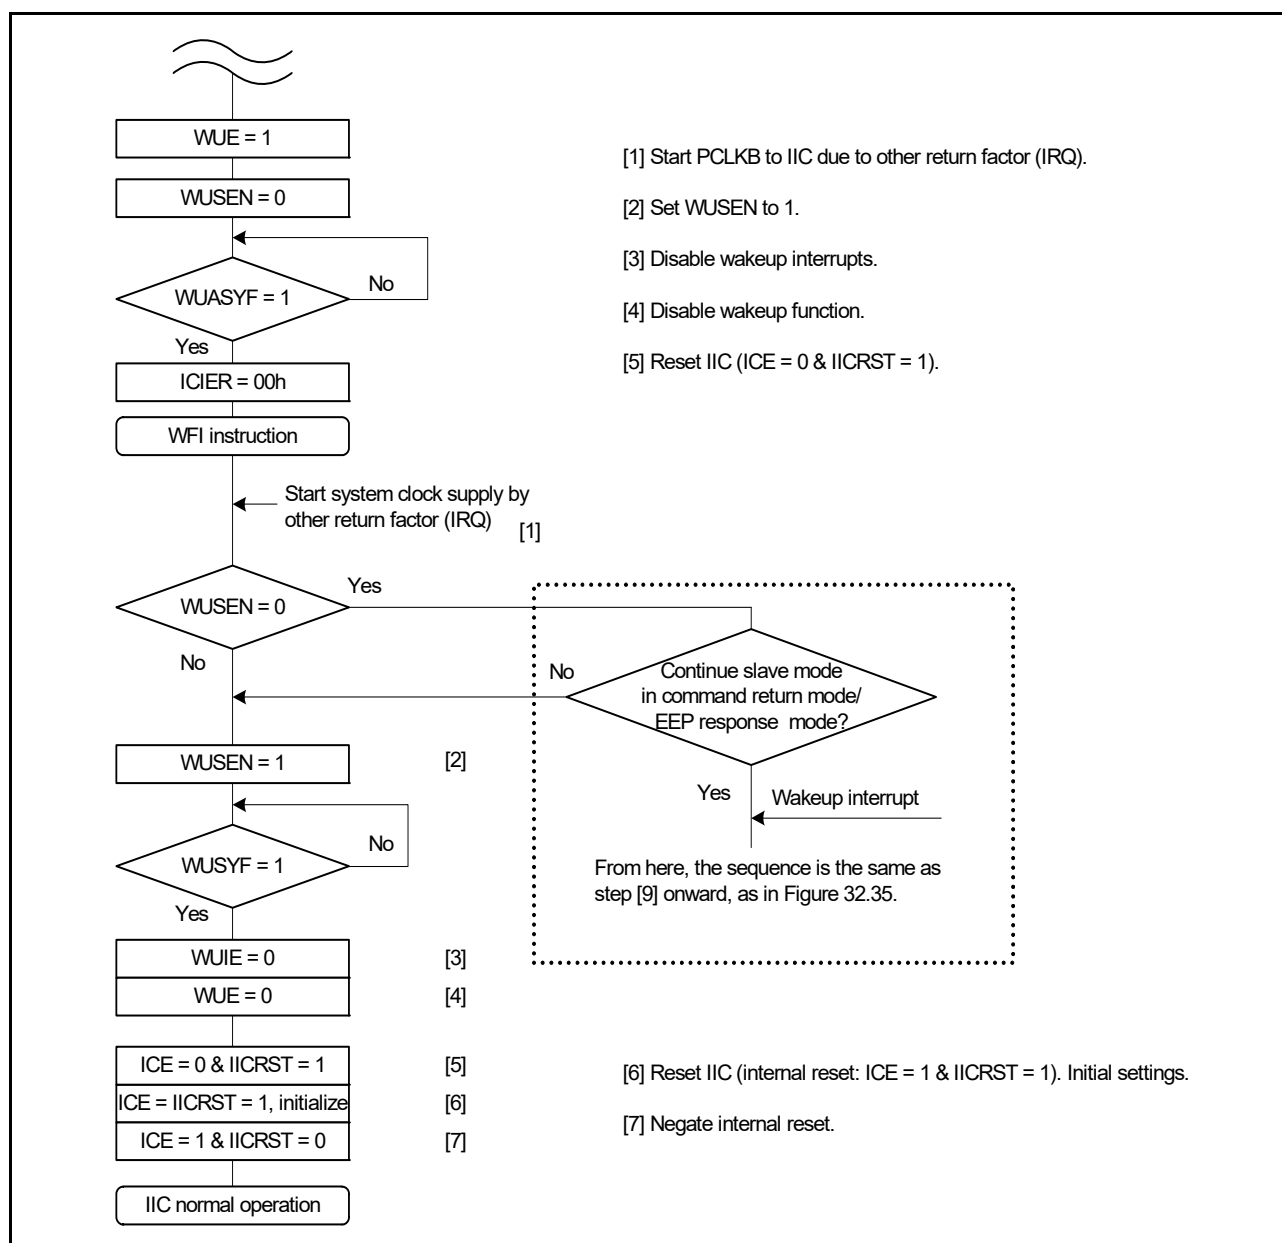 WUE = 1
WUSEN = 0
WUASYF = 1
No
Yes
ICIER = 00h
WFI instruction
Start system clock supply by
other return factor (IRQ)
[1]
WUSEN = 0
Yes
No
Continue slave mode
in command return mode/
EEP response mode?
No
Yes
Wakeup interrupt
From here, the sequence is the same as
step [9] onward, as in Figure 32.35.
WUSEN = 1
[2]
WUSYF = 1
No
Yes
WUIE = 0
[3]
WUE = 0
[4]
ICE = 0 & IICRST = 1
[5]
ICE = IICRST = 1, initialize
[6]
ICE = 1 & IICRST = 0
[7]
IIC normal operation
[1] Start PCLKB to IIC due to other return factor (IRQ).
[2] Set WUSEN to 1.
[3] Disable wakeup interrupts.
[4] Disable wakeup function.
[5] Reset IIC (ICE = 0 & IICRST = 1).
[6] Reset IIC (internal reset: ICE = 1 & IICRST = 1). Initial settings.
[7] Negate internal reset.